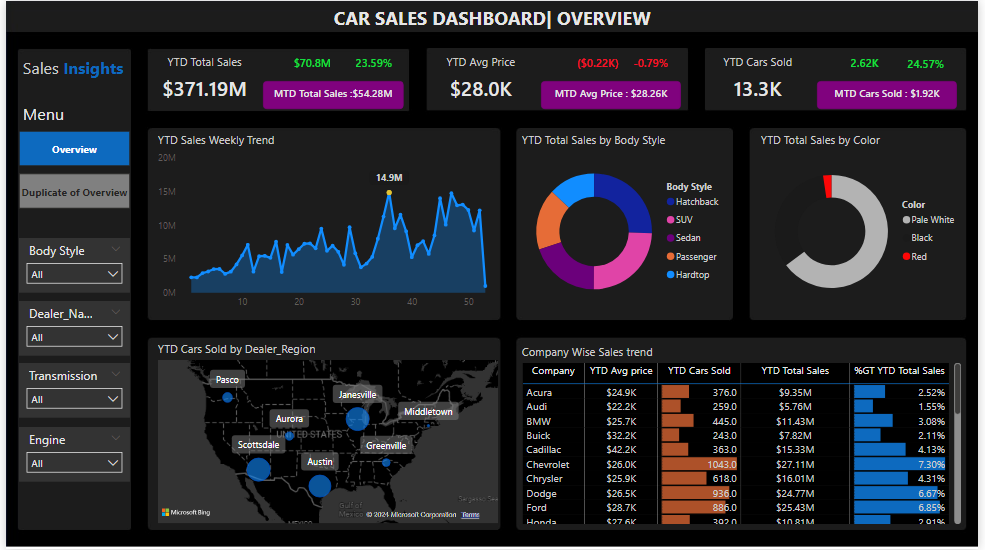 CAR SALES DASHBOARD| OVERVIEW
Sales Insights
Menu
Overview
Duplicate of Overview
Body Style
All
Dealer_Na...
All
Transmission
All
Engine
All
YTD Total Sales
$70.8M 23.59%
$371.19M
MTD Total Sales :$54.28M
YTD Avg Price
($0.22K) -0.79%
$28.0K
MTD Avg Price : $28.26K
YTD Cars Sold
2.62K 24.57%
13.3K
MTD Cars Sold : $1.92K
YTD Sales Weekly Trend
20M
15M
10M
5M
0M
14.9M
10 20 30 40 50
YTD Total Sales by Body Style
Body Style
Hatchback
SUV
Sedan
Passenger
Hardtop
YTD Total Sales by Color
Color
Pale White
Black
Red
YTD Cars Sold by Dealer_Region
Pasco
Janesville
Middletown
Aurora
UNITED STATES
Scottsdale
Greenville
Austin
Gulf of
Mexico
MEXICO
Sargasso Sea
Microsoft Bing
© 2024 Microsoft Corporation Terms
Company Wise Sales trend
Company YTD Avg price YTD Cars Sold YTD Total Sales %GT YTD Total Sales
Acura $24.9K 376.0 $9.35M 2.52%
Audi $22.2K 259.0 $5.76M 1.55%
BMW $25.7K 445.0 $11.43M 3.08%
Buick $32.2K 243.0 $7.82M 2.11%
Cadillac $42.2K 363.0 $15.33M 4.13%
Chevrolet $26.0K 1043.0 $27.11M 7.30%
Chrysler $25.9K 618.0 $16.01M 4.31%
Dodge $26.5K 936.0 $24.77M 6.67%
Ford $28.7K 886.0 $25.43M 6.85%
Honda $27.6K 392.0 $10.81M 2.91%